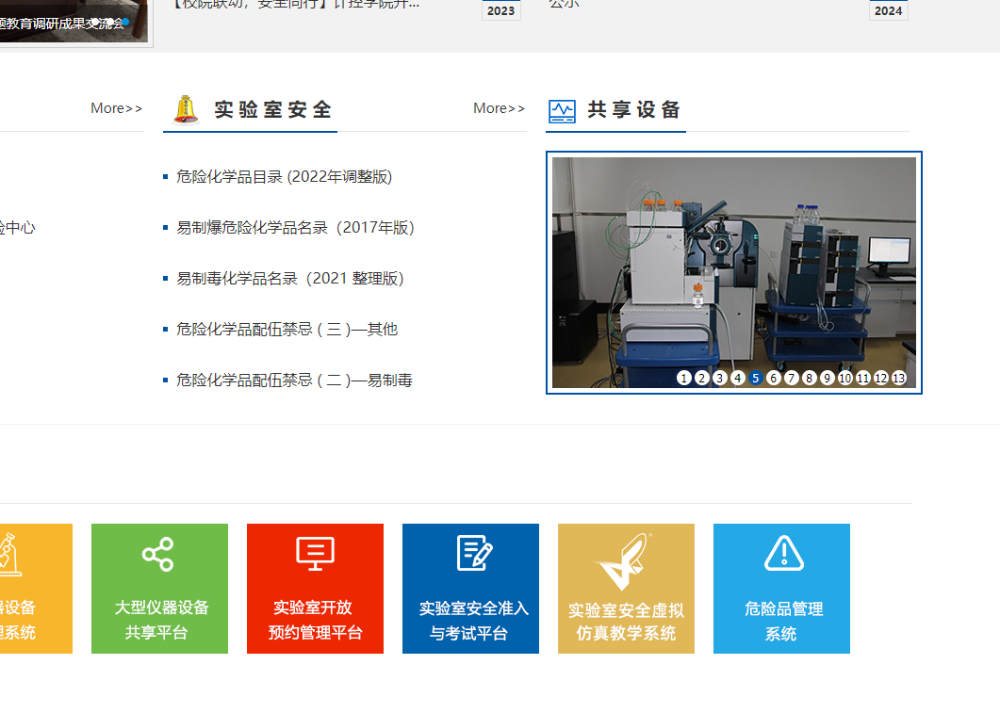 【校院联动，安全同行】计控学院开...
2023
公示
2024
题教育调研成果交流会
More>>
实验室安全
More>>
共享设备
危险化学品目录 (2022年调整版)
验中心
易制爆危险化学品名录（2017年版）
易制毒化学品名录（2021 整理版）
危险化学品配伍禁忌 ( 三 )—其他
危险化学品配伍禁忌 ( 二 )—易制毒
1 2 3 4 5 6 7 8 9 10 11 12 13
器设备
理系统
大型仪器设备
共享平台
实验室开放
预约管理平台
实验室安全准入
与考试平台
实验室安全虚拟
仿真教学系统
危险品管理
系统